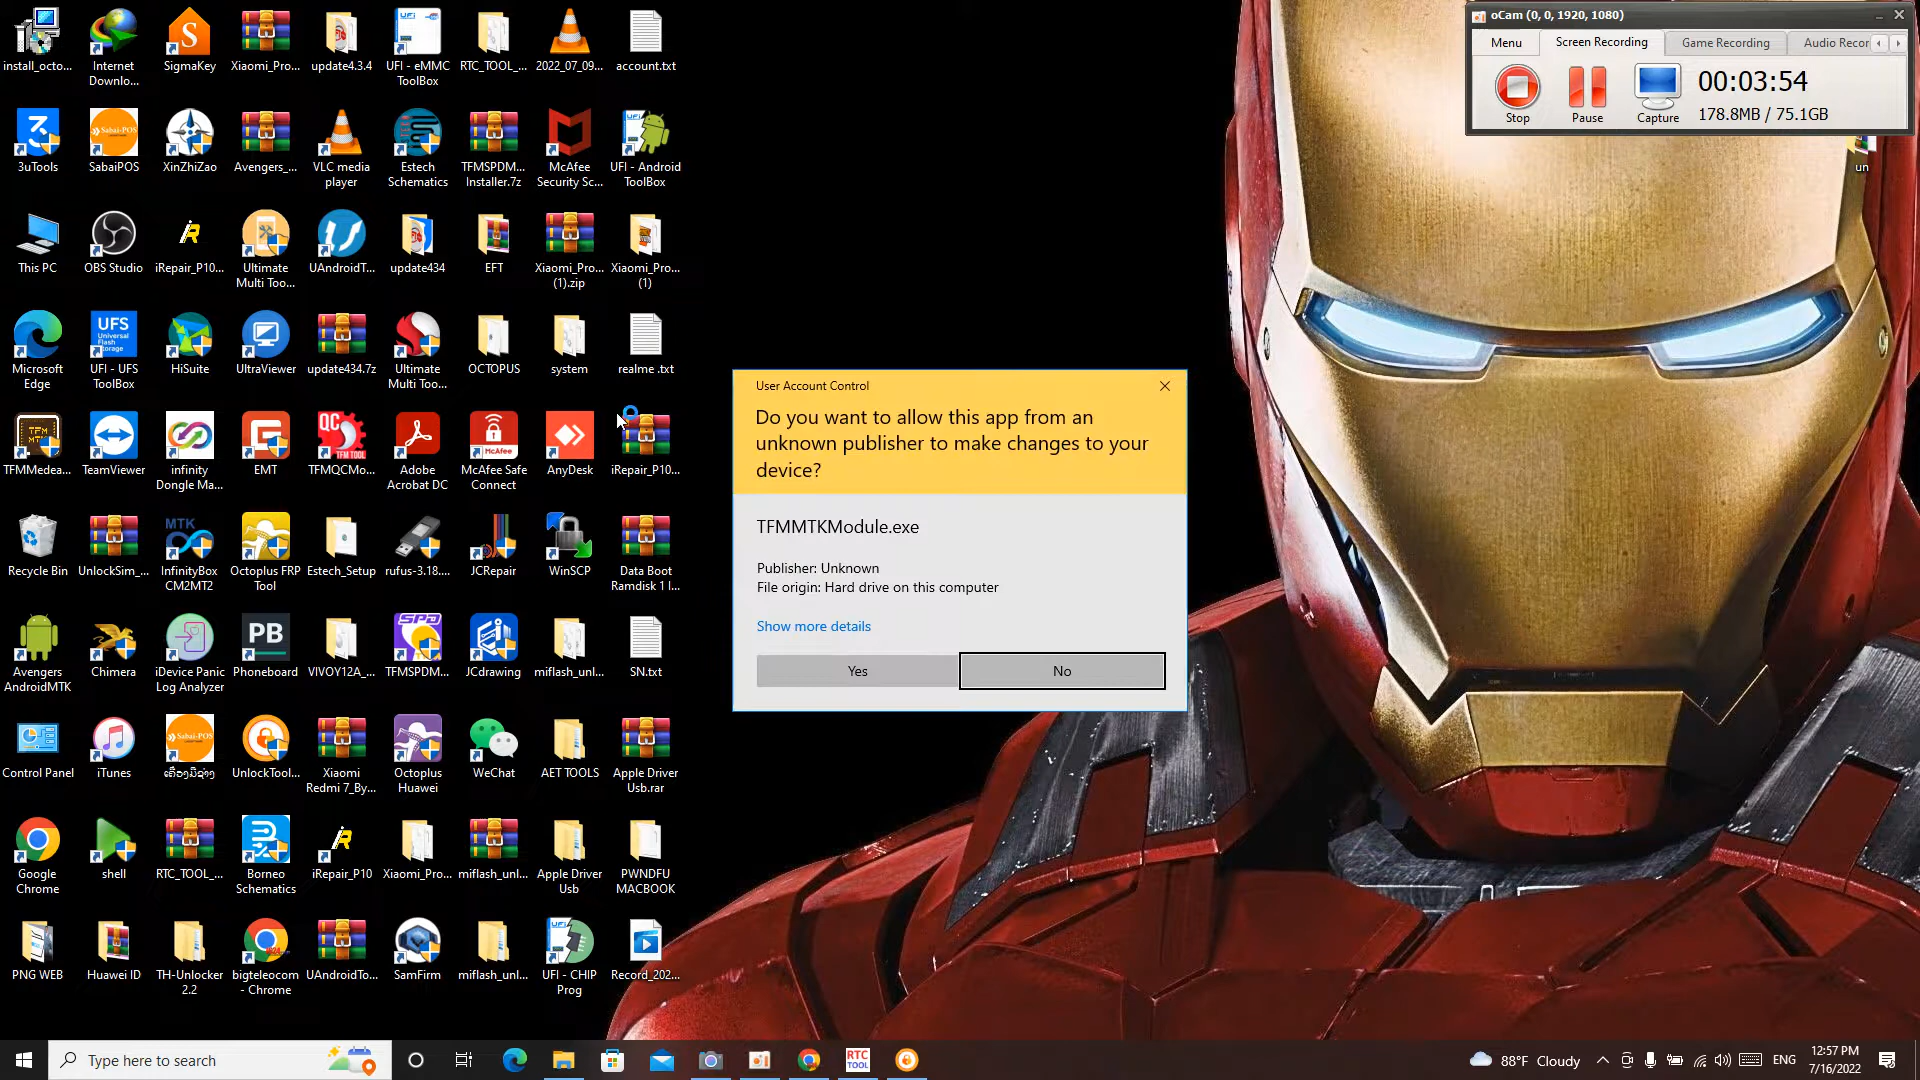 install_octo...
Internet
Downlo...
SigmaKey
Xiaomi_Pro...
update4.3.4
UFI - eMMC
ToolBox
RTC_TOOL_...
2022_07_09...
account.txt
3uTools
SabaiPOS
XinZhiZao
Avengers_...
VLC media
player
Estech
Schematics
TFMSPDM...
Installer.7z
McAfee
Security Sc...
UFI - Android
ToolBox
This PC
OBS Studio
iRepair_P10...
Ultimate
Multi Too...
UAndroidT...
update434
EFT
Xiaomi_Pro...
(1).zip
Xiaomi_Pro...
(1)
Microsoft
Edge
UFI - UFS
ToolBox
HiSuite
UltraViewer
update434.7z
Ultimate
Multi Too...
OCTOPUS
system
realme .txt
TFMMedea...
TeamViewer
infinity
Dongle Ma...
EMT
TFMQCMo...
Adobe
Acrobat DC
McAfee Safe
Connect
AnyDesk
iRepair_P10...
Recycle Bin
UnlockSim_...
InfinityBox
CM2MT2
Octoplus FRP
Tool
Estech_Setup
rufus-3.18....
JCRepair
WinSCP
Data Boot
Ramdisk 1 l...
Avengers
AndroidMTK
Chimera
iDevice Panic
Log Analyzer
Phoneboard
VIVOY12A_...
TFMSPDM...
JCdrawing
miflash_unl...
SN.txt
Control Panel
iTunes
ເຄື່ອງມືຊ່າງ
UnlockTool...
Xiaomi
Redmi 7_By...
Octoplus
Huawei
WeChat
AET TOOLS
Apple Driver
Usb.rar
Google
Chrome
shell
RTC_TOOL_...
Borneo
Schematics
iRepair_P10
Xiaomi_Pro...
miflash_unl...
Apple Driver
Usb
PWNDFU
MACBOOK
PNG WEB
Huawei ID
TH-Unlocker
2.2
bigteleocom
- Chrome
UAndroidTo...
SamFirm
miflash_unl...
UFI - CHIP
Prog
Record_202...
oCam (0, 0, 1920, 1080)
Menu
Screen Recording
Game Recording
Audio Recor
Stop
Pause
Capture
00:03:54
178.8MB / 75.1GB
un
User Account Control
Do you want to allow this app from an
unknown publisher to make changes to your
device?
TFMMTKModule.exe
Publisher: Unknown
File origin: Hard drive on this computer
Show more details
Yes
No
Type here to search
RTC
TOOL
88°F Cloudy
ENG
12:57 PM
7/16/2022